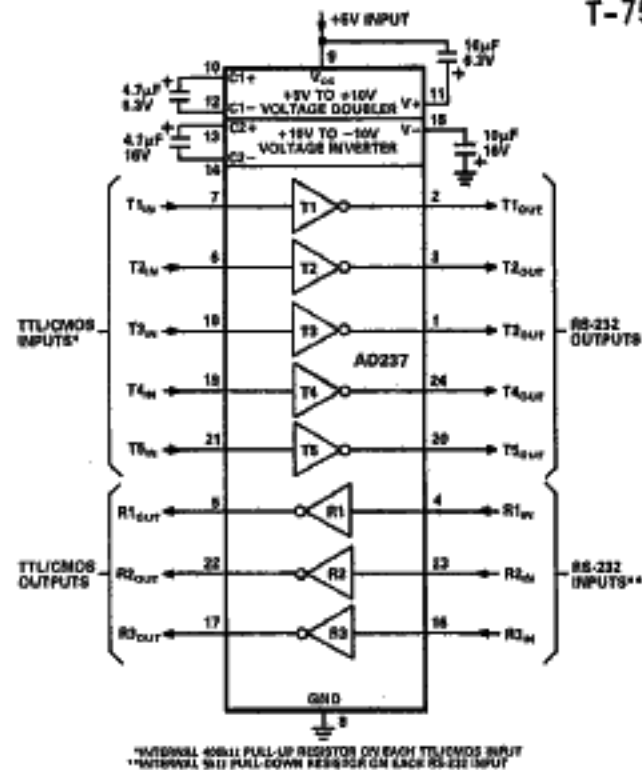 T-75
+5V INPUT
9
10μF
6.3V
10
C1+
VCC
4.7μF
6.3V
12
C1-
+5V TO ±10V
VOLTAGE DOUBLER
V+
11
13
C2+
+10V TO -10V
VOLTAGE INVERTER
V-
15
4.7μF
16V
14
C2-
10μF
16V
T1IN
7
T1
2
T1OUT
T2IN
6
T2
3
T2OUT
TTL/CMOS
INPUTS*
T3IN
T3
1
T3OUT
RS-232
OUTPUTS
AD237
T4IN
T4
24
T4OUT
T5IN
21
T5
20
T5OUT
R1OUT
5
R1
4
R1IN
TTL/CMOS
OUTPUTS
R2OUT
22
R2
23
R2IN
RS-232
INPUTS**
R3OUT
17
R3
16
R3IN
GND
8
*INTERNAL 400kΩ PULL-UP RESISTOR ON EACH TTL/CMOS INPUT
**INTERNAL 5kΩ PULL-DOWN RESISTOR ON EACH RS-232 INPUT